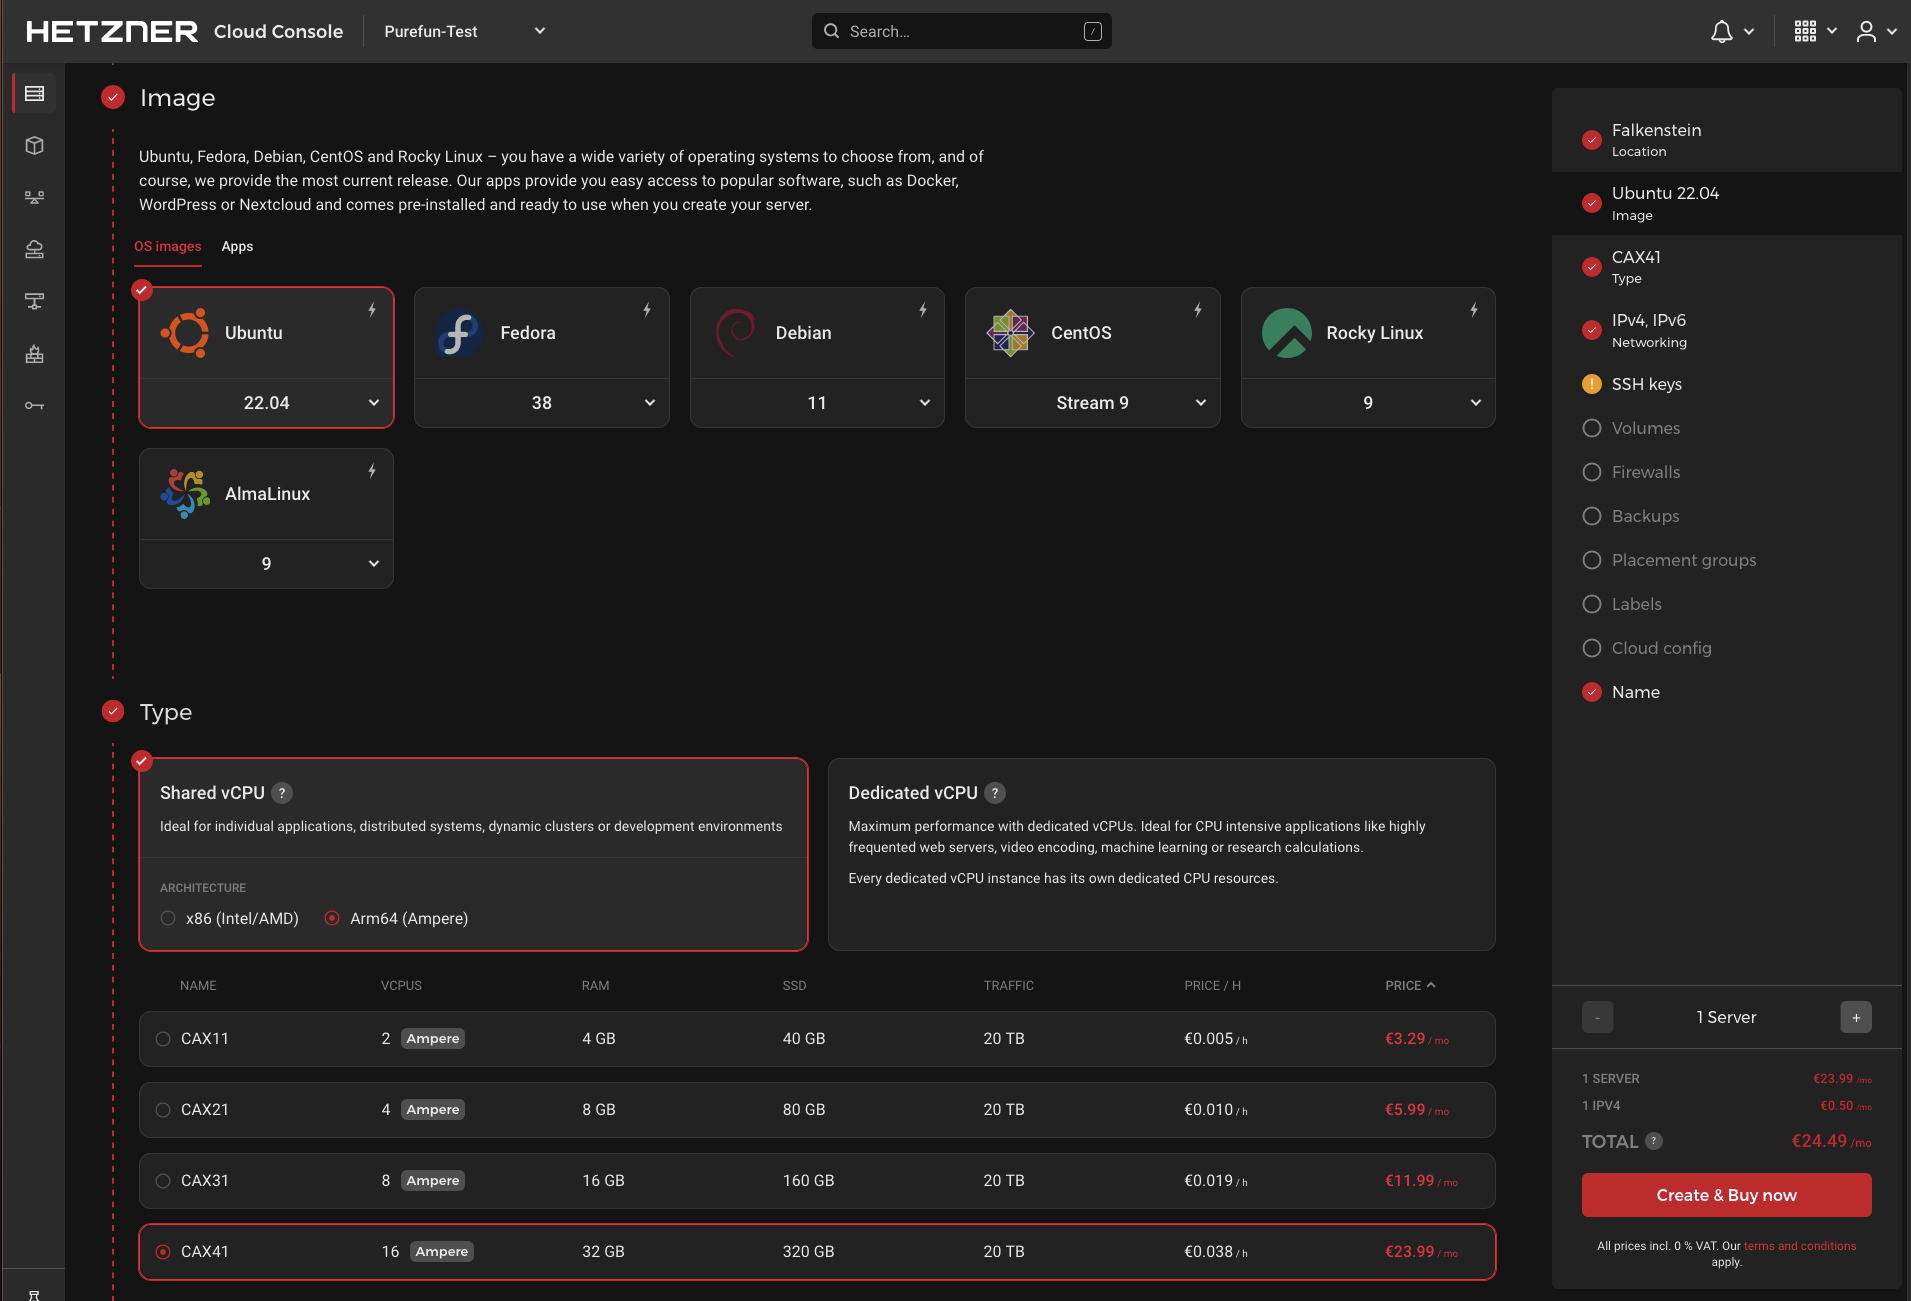 HETZNER Cloud Console
Purefun-Test
Search...
/
Image
Ubuntu, Fedora, Debian, CentOS and Rocky Linux – you have a wide variety of operating systems to choose from, and of
course, we provide the most current release. Our apps provide you easy access to popular software, such as Docker,
WordPress or Nextcloud and comes pre-installed and ready to use when you create your server.
OS images Apps
Ubuntu
22.04
Fedora
38
Debian
11
CentOS
Stream 9
Rocky Linux
9
AlmaLinux
9
Type
Shared vCPU ?
Ideal for individual applications, distributed systems, dynamic clusters or development environments
ARCHITECTURE
x86 (Intel/AMD) Arm64 (Ampere)
Dedicated vCPU ?
Maximum performance with dedicated vCPUs. Ideal for CPU intensive applications like highly
frequented web servers, video encoding, machine learning or research calculations.
Every dedicated vCPU instance has its own dedicated CPU resources.
NAME VCPUS RAM SSD TRAFFIC PRICE / H PRICE
CAX11 2 Ampere 4 GB 40 GB 20 TB €0.005 / h €3.29 / mo
CAX21 4 Ampere 8 GB 80 GB 20 TB €0.010 / h €5.99 / mo
CAX31 8 Ampere 16 GB 160 GB 20 TB €0.019 / h €11.99 / mo
CAX41 16 Ampere 32 GB 320 GB 20 TB €0.038 / h €23.99 / mo
Falkenstein
Location
Ubuntu 22.04
Image
CAX41
Type
IPv4, IPv6
Networking
! SSH keys
Volumes
Firewalls
Backups
Placement groups
Labels
Cloud config
Name
- 1 Server +
1 SERVER €23.99 /mo
1 IPV4 €0.50 /mo
TOTAL ? €24.49 /mo
Create & Buy now
All prices incl. 0 % VAT. Our terms and conditions
apply.